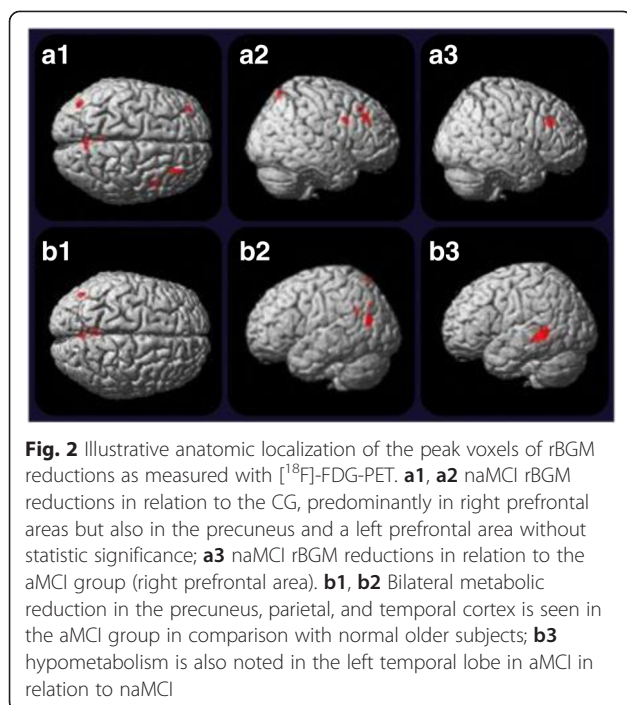 a1 a2 a3
b1 b2 b3
Fig. 2 Illustrative anatomic localization of the peak voxels of rBGM
reductions as measured with [18F]-FDG-PET. a1, a2 naMCI rBGM
reductions in relation to the CG, predominantly in right prefrontal
areas but also in the precuneus and a left prefrontal area without
statistic significance; a3 naMCI rBGM reductions in relation to the
aMCI group (right prefrontal area). b1, b2 Bilateral metabolic
reduction in the precuneus, parietal, and temporal cortex is seen in
the aMCI group in comparison with normal older subjects; b3
hypometabolism is also noted in the left temporal lobe in aMCI in
relation to naMCI